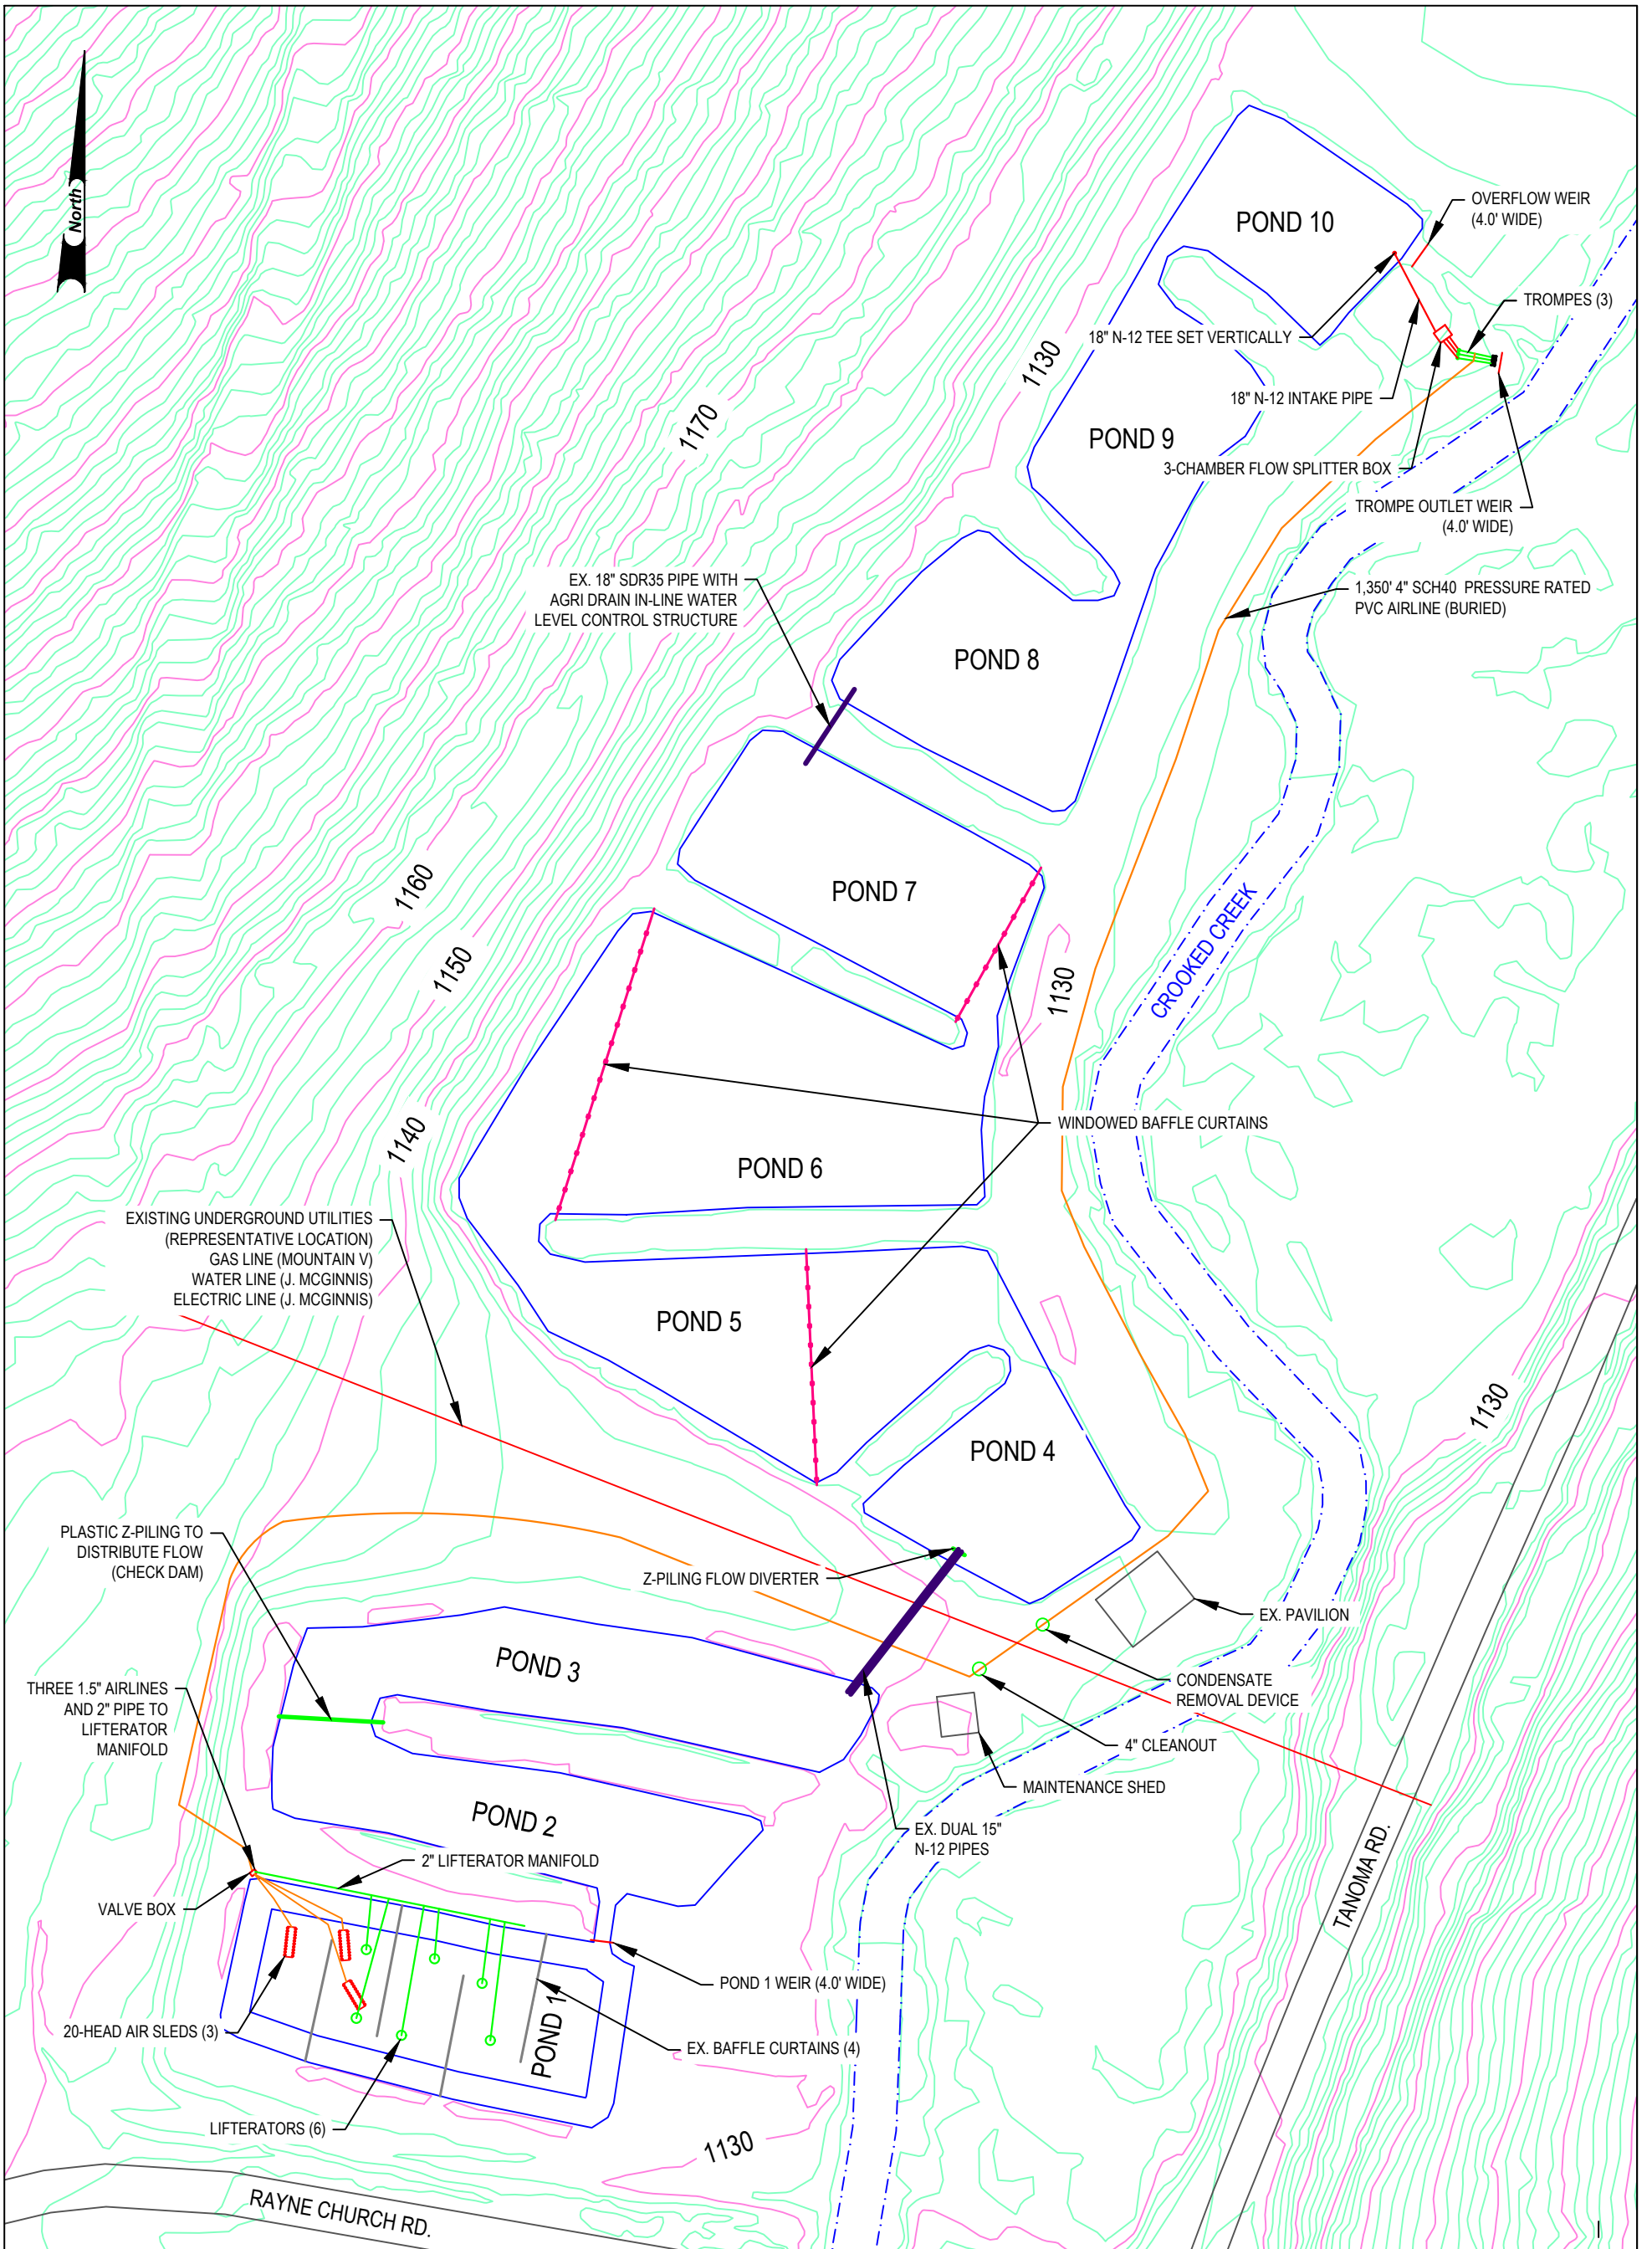 North
POND 10
OVERFLOW WEIR
(4.0' WIDE)
TROMPES (3)
18" N-12 TEE SET VERTICALLY
1130
18" N-12 INTAKE PIPE
1170
POND 9
3-CHAMBER FLOW SPLITTER BOX
TROMPE OUTLET WEIR
(4.0' WIDE)
EX. 18" SDR35 PIPE WITH
AGRI DRAIN IN-LINE WATER
LEVEL CONTROL STRUCTURE
1,350' 4" SCH40 PRESSURE RATED
PVC AIRLINE (BURIED)
POND 8
1160
POND 7
CROOKED CREEK
1150
1130
1140
WINDOWED BAFFLE CURTAINS
POND 6
EXISTING UNDERGROUND UTILITIES
(REPRESENTATIVE LOCATION)
GAS LINE (MOUNTAIN V)
WATER LINE (J. MCGINNIS)
ELECTRIC LINE (J. MCGINNIS)
POND 5
1130
POND 4
PLASTIC Z-PILING TO
DISTRIBUTE FLOW
(CHECK DAM)
Z-PILING FLOW DIVERTER
EX. PAVILION
POND 3
CONDENSATE
REMOVAL DEVICE
THREE 1.5" AIRLINES
AND 2" PIPE TO
LIFTERATOR
MANIFOLD
4" CLEANOUT
MAINTENANCE SHED
POND 2
EX. DUAL 15"
N-12 PIPES
2" LIFTERATOR MANIFOLD
TANOMA RD.
VALVE BOX
POND 1 WEIR (4.0' WIDE)
20-HEAD AIR SLEDS (3)
POND 1
EX. BAFFLE CURTAINS (4)
LIFTERATORS (6)
1130
RAYNE CHURCH RD.